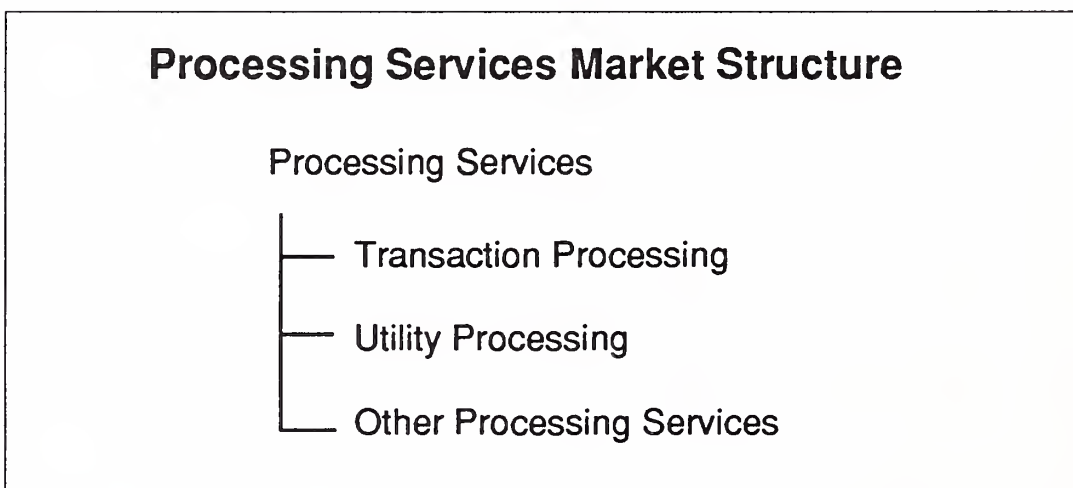 Processing Services Market Structure
Processing Services
Transaction Processing
Utility Processing
Other Processing Services